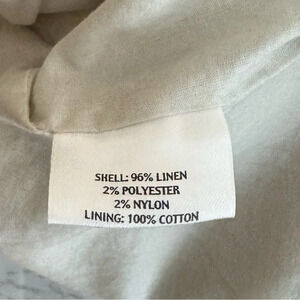 SHELL: 96% LINEN
2% POLYESTER
2% NYLON
LINING: 100% COTTON